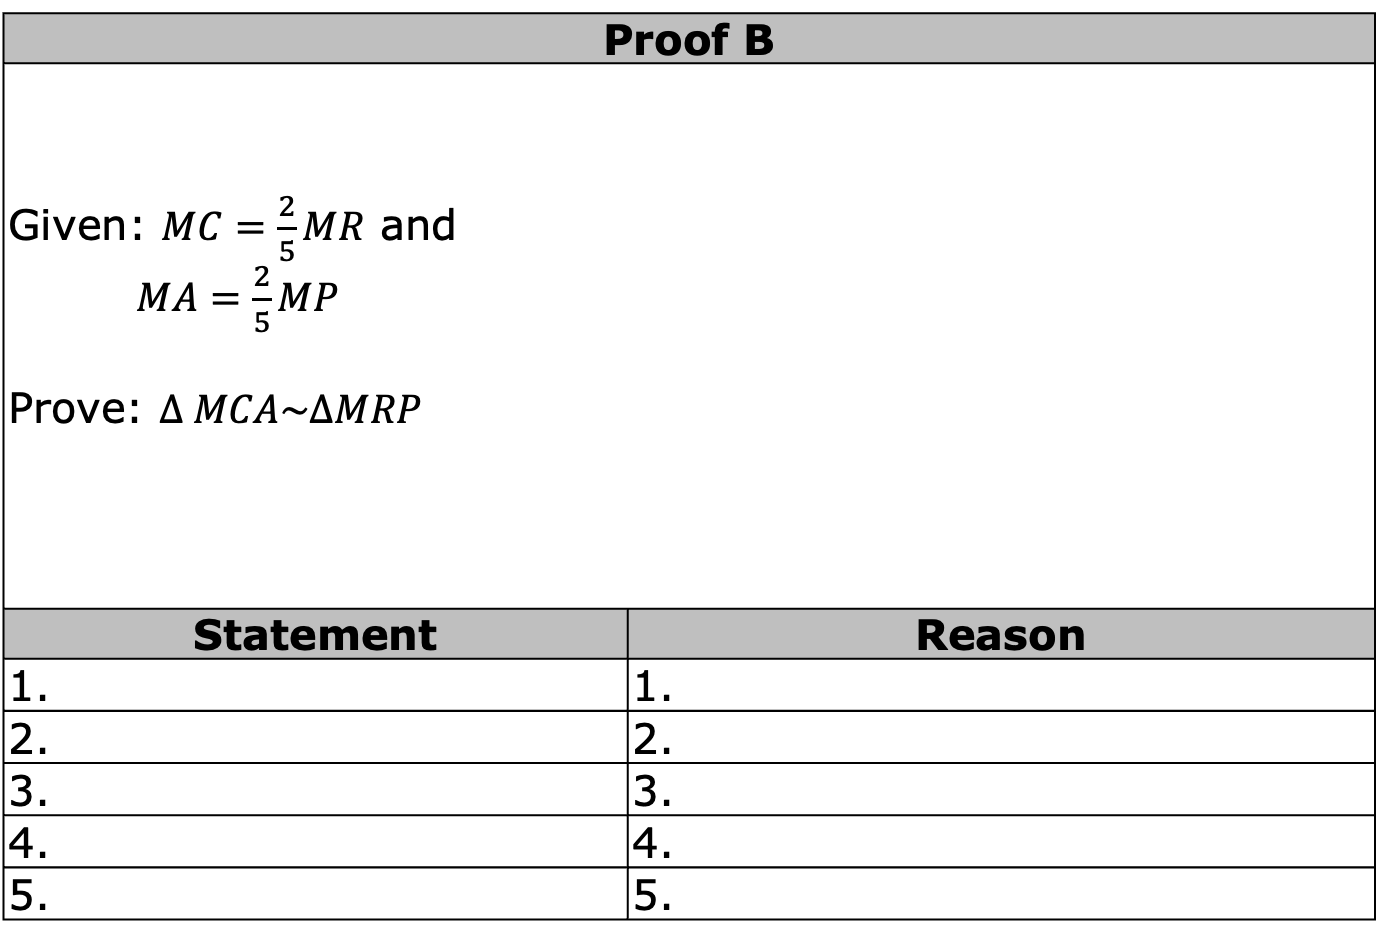 Proof B
Given: MC = 2/5 MR and
MA = 2/5 MP
Prove: Δ MCA~ΔMRP
Statement Reason
1. 1.
2. 2.
3. 3.
4. 4.
5. 5.